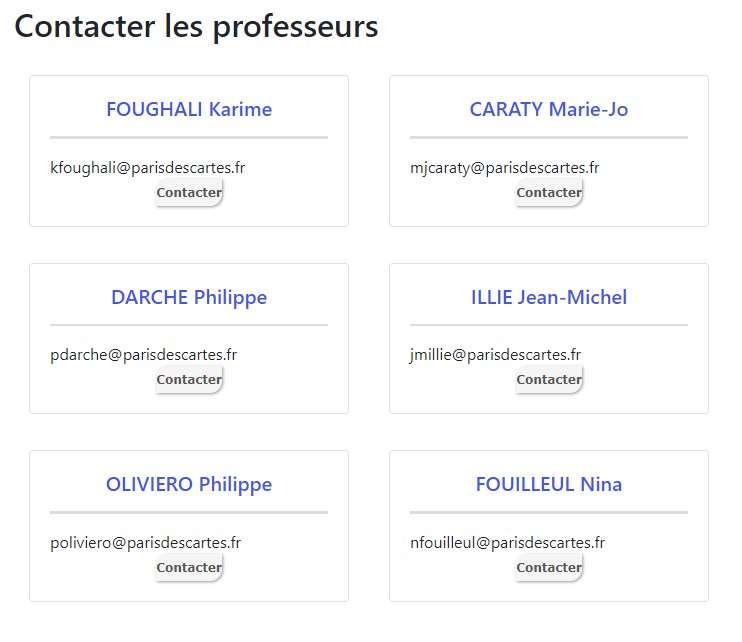 Contacter les professeurs
FOUGHALI Karime
kfoughali@parisdescartes.fr
Contacter
CARATY Marie-Jo
mjcaraty@parisdescartes.fr
Contacter
DARCHE Philippe
pdarche@parisdescartes.fr
Contacter
ILLIE Jean-Michel
jmillie@parisdescartes.fr
Contacter
OLIVIERO Philippe
poliviero@parisdescartes.fr
Contacter
FOUILLEUL Nina
nfouilleul@parisdescartes.fr
Contacter